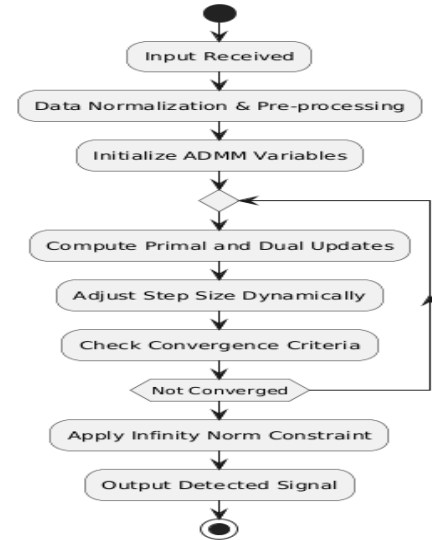 Input Received
Data Normalization & Pre-processing
Initialize ADMM Variables
Compute Primal and Dual Updates
Adjust Step Size Dynamically
Check Convergence Criteria
Not Converged
Apply Infinity Norm Constraint
Output Detected Signal